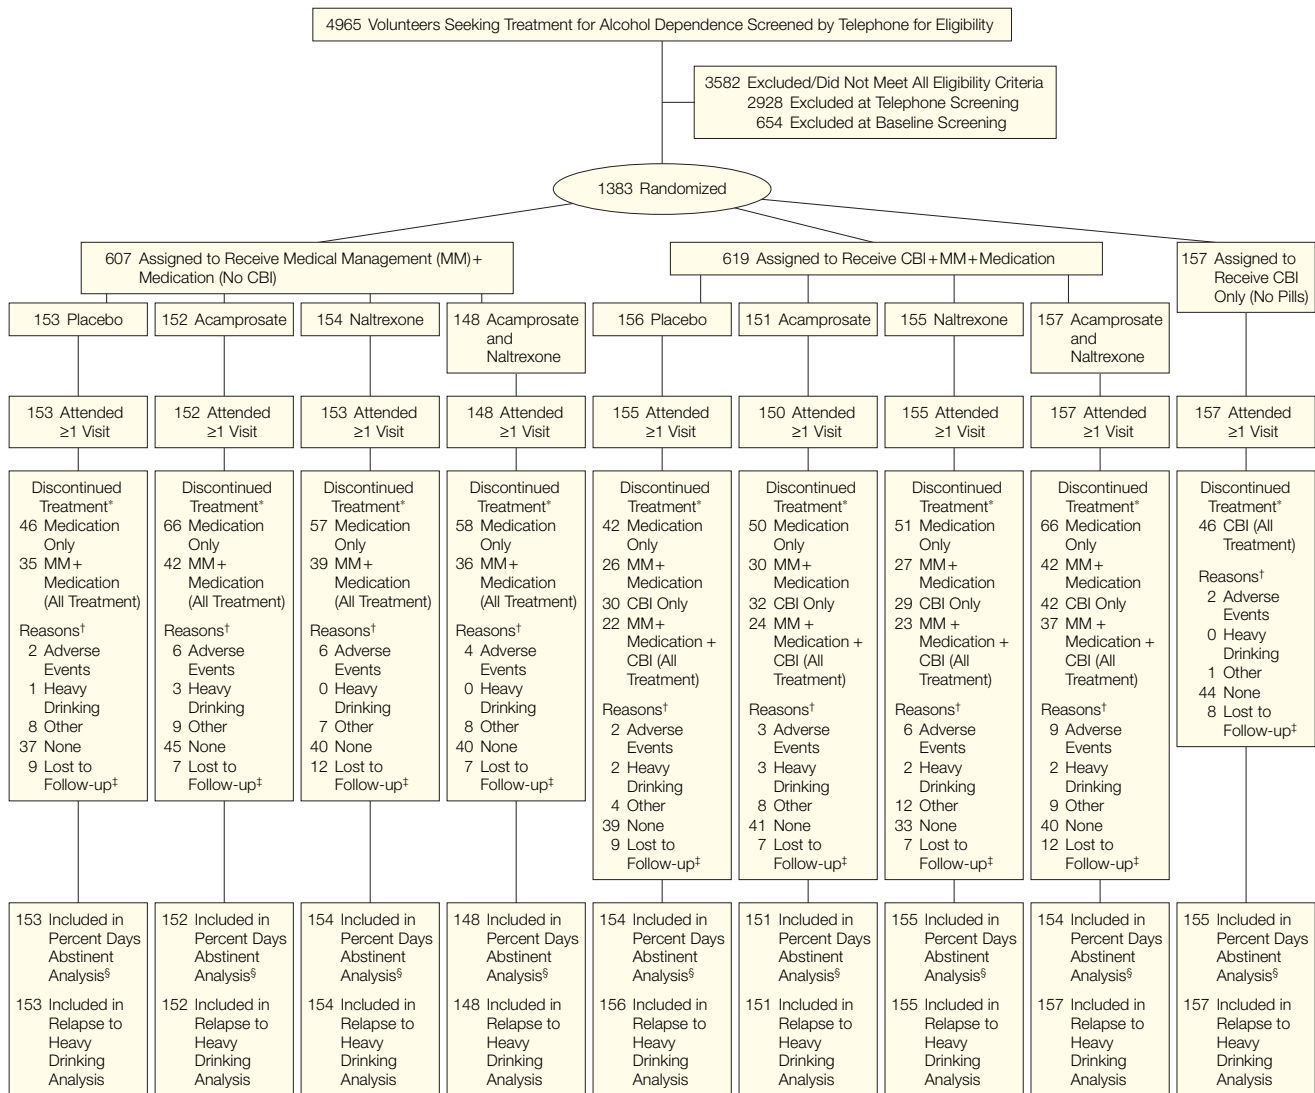 4965 Volunteers Seeking Treatment for Alcohol Dependence Screened by Telephone for Eligibility
3582 Excluded/Did Not Meet All Eligibility Criteria
2928 Excluded at Telephone Screening
654 Excluded at Baseline Screening
1383 Randomized
607 Assigned to Receive Medical Management (MM)+
Medication (No CBI)
619 Assigned to Receive CBI+MM+Medication
157 Assigned to
Receive CBI
Only (No Pills)
153 Placebo
152 Acamprosate
154 Naltrexone
148 Acamprosate
and
Naltrexone
156 Placebo
151 Acamprosate
155 Naltrexone
157 Acamprosate
and
Naltrexone
153 Attended
≥1 Visit
152 Attended
≥1 Visit
153 Attended
≥1 Visit
148 Attended
≥1 Visit
155 Attended
≥1 Visit
150 Attended
≥1 Visit
155 Attended
≥1 Visit
157 Attended
≥1 Visit
157 Attended
≥1 Visit
Discontinued
Treatment*
46 Medication
Only
35 MM+
Medication
(All Treatment)
Reasons†
2 Adverse
Events
1 Heavy
Drinking
8 Other
37 None
9 Lost to
Follow-up‡
Discontinued
Treatment*
66 Medication
Only
42 MM+
Medication
(All Treatment)
Reasons†
6 Adverse
Events
3 Heavy
Drinking
9 Other
45 None
7 Lost to
Follow-up‡
Discontinued
Treatment*
57 Medication
Only
39 MM+
Medication
(All Treatment)
Reasons†
6 Adverse
Events
0 Heavy
Drinking
7 Other
40 None
12 Lost to
Follow-up‡
Discontinued
Treatment*
58 Medication
Only
36 MM+
Medication
(All Treatment)
Reasons†
4 Adverse
Events
0 Heavy
Drinking
8 Other
40 None
7 Lost to
Follow-up‡
Discontinued
Treatment*
42 Medication
Only
26 MM+
Medication
30 CBI Only
22 MM+
Medication +
CBI (All
Treatment)
Reasons†
2 Adverse
Events
2 Heavy
Drinking
4 Other
39 None
9 Lost to
Follow-up‡
Discontinued
Treatment*
50 Medication
Only
30 MM+
Medication
32 CBI Only
24 MM +
Medication +
CBI (All
Treatment)
Reasons†
3 Adverse
Events
3 Heavy
Drinking
8 Other
41 None
7 Lost to
Follow-up‡
Discontinued
Treatment*
51 Medication
Only
27 MM+
Medication
29 CBI Only
23 MM +
Medication +
CBI (All
Treatment)
Reasons†
6 Adverse
Events
2 Heavy
Drinking
12 Other
33 None
7 Lost to
Follow-up‡
Discontinued
Treatment*
66 Medication
Only
42 MM+
Medication
42 CBI Only
37 MM +
Medication +
CBI (All
Treatment)
Reasons†
9 Adverse
Events
2 Heavy
Drinking
9 Other
40 None
12 Lost to
Follow-up‡
Discontinued
Treatment*
46 CBI (All
Treatment)
Reasons†
2 Adverse
Events
0 Heavy
Drinking
1 Other
44 None
8 Lost to
Follow-up‡
153 Included in
Percent Days
Abstinent
Analysis§
153 Included in
Relapse to
Heavy
Drinking
Analysis
152 Included in
Percent Days
Abstinent
Analysis§
152 Included in
Relapse to
Heavy
Drinking
Analysis
154 Included in
Percent Days
Abstinent
Analysis§
154 Included in
Relapse to
Heavy
Drinking
Analysis
148 Included in
Percent Days
Abstinent
Analysis§
148 Included in
Relapse to
Heavy
Drinking
Analysis
154 Included in
Percent Days
Abstinent
Analysis§
156 Included in
Relapse to
Heavy
Drinking
Analysis
151 Included in
Percent Days
Abstinent
Analysis§
151 Included in
Relapse to
Heavy
Drinking
Analysis
155 Included in
Percent Days
Abstinent
Analysis§
155 Included in
Relapse to
Heavy
Drinking
Analysis
154 Included in
Percent Days
Abstinent
Analysis§
157 Included in
Relapse to
Heavy
Drinking
Analysis
155 Included in
Percent Days
Abstinent
Analysis§
157 Included in
Relapse to
Heavy
Drinking
Analysis